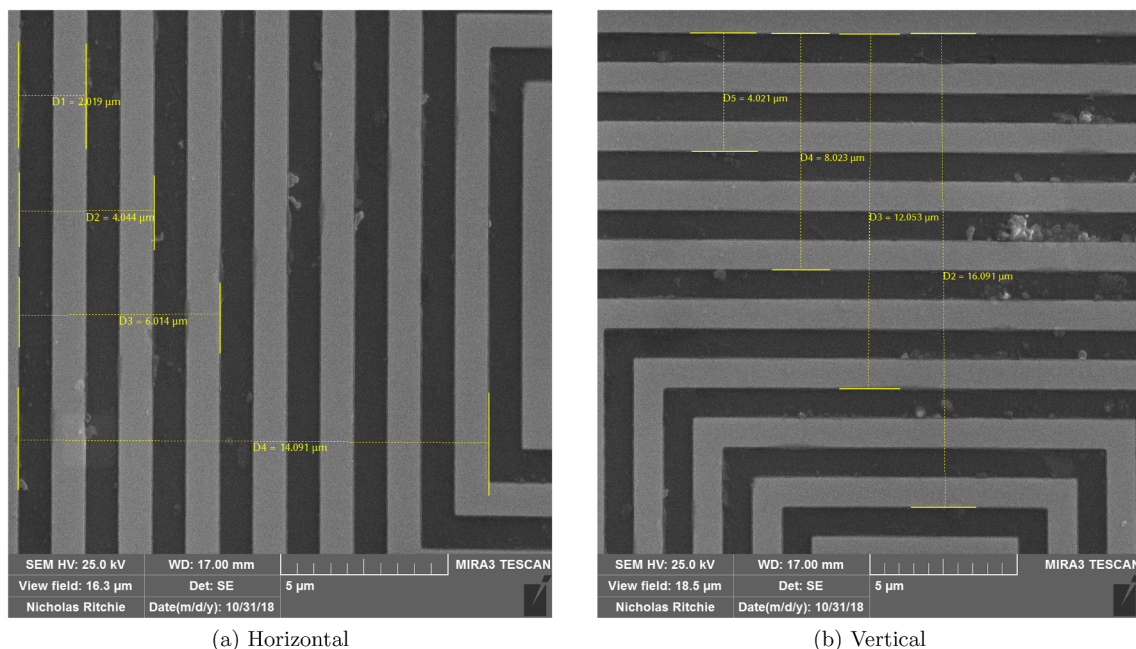 D1 = 2.019 µm
D2 = 4.044 µm
D3 = 6.014 µm
D4 = 14.091 µm
SEM HV: 25.0 kV
WD: 17.00 mm
MIRA3 TESCAN
View field: 16.3 µm
Det: SE
5 µm
Nicholas Ritchie
Date(m/d/y): 10/31/18
(a) Horizontal
D5 = 4.021 µm
D4 = 8.023 µm
D3 = 12.053 µm
D2 = 16.091 µm
SEM HV: 25.0 kV
WD: 17.00 mm
MIRA3 TESCAN
View field: 18.5 µm
Det: SE
5 µm
Nicholas Ritchie
Date(m/d/y): 10/31/18
(b) Vertical